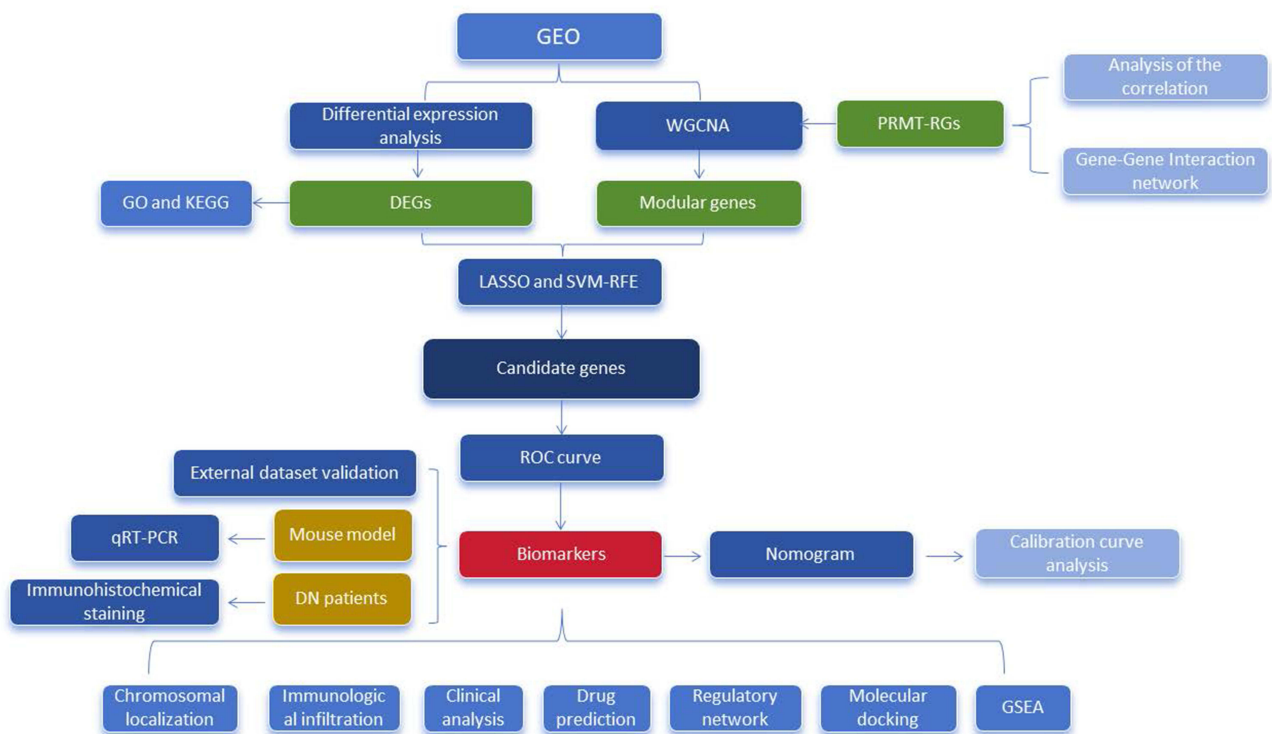 GEO
Analysis of the
correlation
Differential expression
analysis
WGCNA
PRMT-RGs
Gene-Gene Interaction
network
GO and KEGG
DEGs
Modular genes
LASSO and SVM-RFE
Candidate genes
ROC curve
External dataset validation
qRT-PCR
Mouse model
Biomarkers
Nomogram
Calibration curve
analysis
Immunohistochemical
staining
DN patients
Chromosomal
localization
Immunologic
al infiltration
Clinical
analysis
Drug
prediction
Regulatory
network
Molecular
docking
GSEA